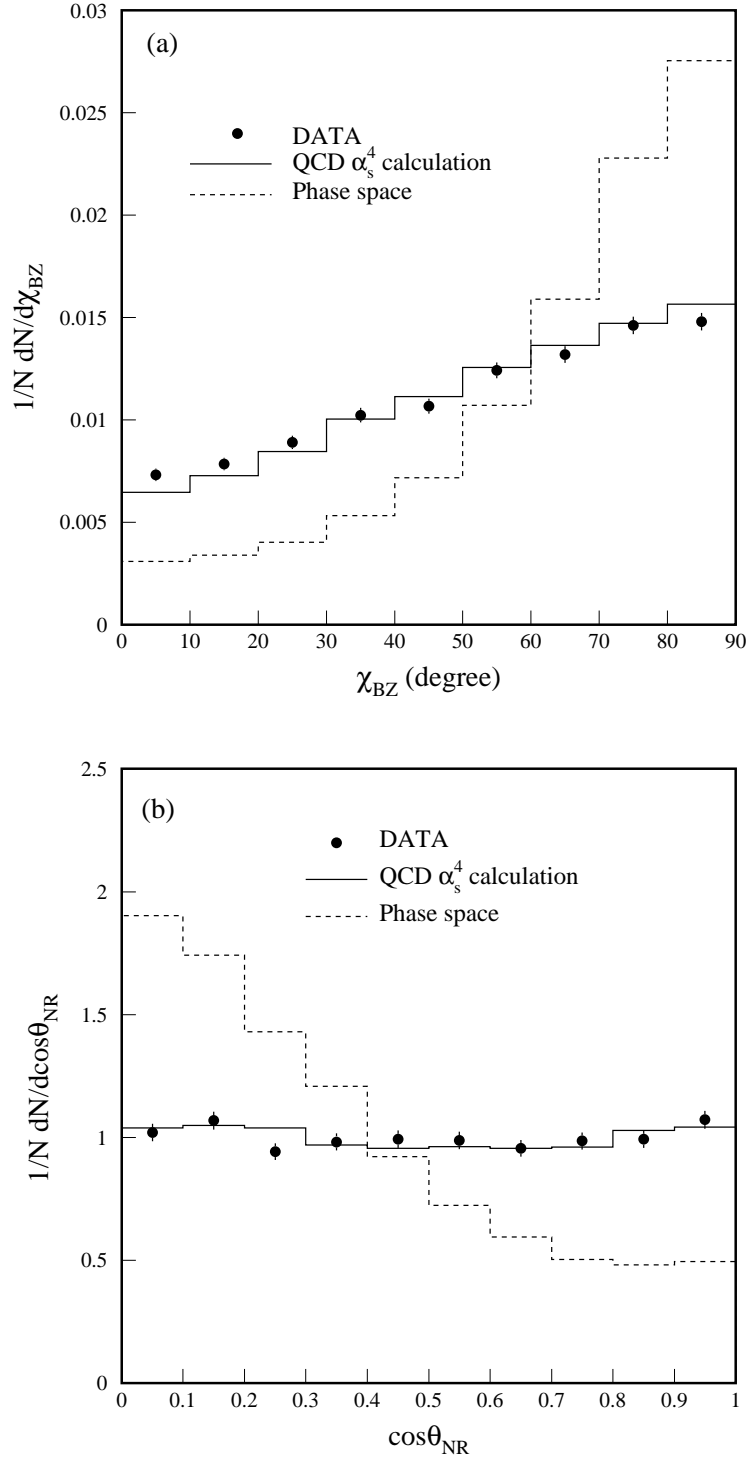 (a)
DATA
QCD α_s^4 calculation
Phase space
1/N dN/dχ_BZ
0.03
0.025
0.02
0.015
0.01
0.005
0
0 10 20 30 40 50 60 70 80 90
χ_BZ (degree)
(b)
DATA
QCD α_s^4 calculation
Phase space
1/N dN/dcosθ_NR
2.5
2
1.5
1
0.5
0
0 0.1 0.2 0.3 0.4 0.5 0.6 0.7 0.8 0.9 1
cosθ_NR